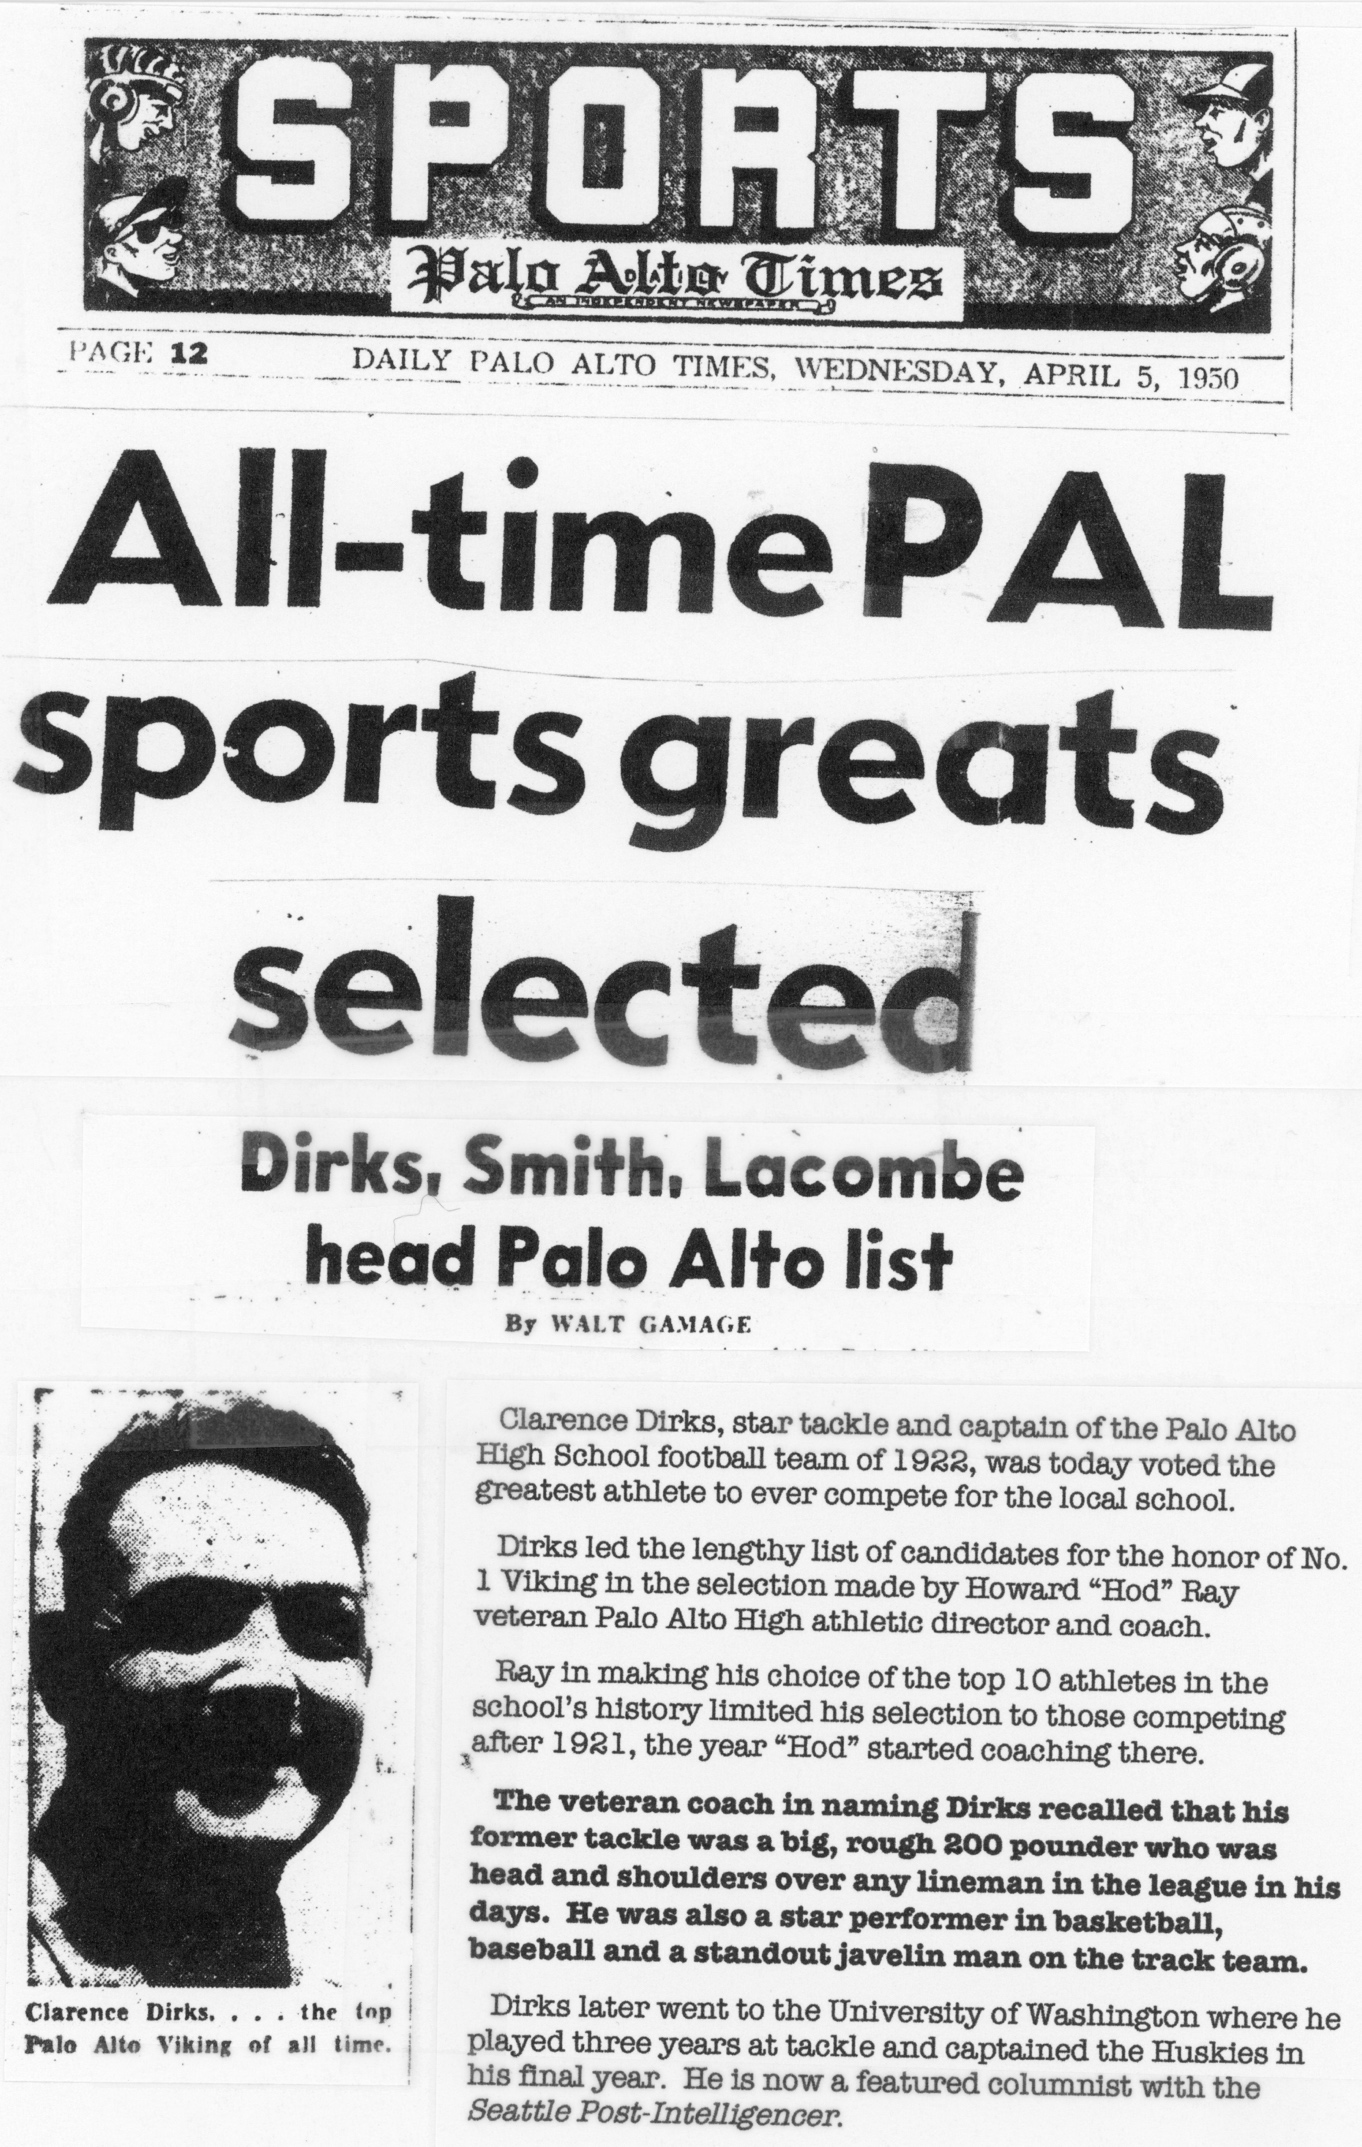 SPORTS
Palo Alto Times
DAILY
AN INDEPENDENT NEWSPAPER
PAGE 12 DAILY PALO ALTO TIMES, WEDNESDAY, APRIL 5, 1950
All-time PAL
sports greats
selected
Dirks, Smith, Lacombe
head Palo Alto list
By WALT GAMAGE
Clarence Dirks, star tackle and captain of the Palo Alto
High School football team of 1922, was today voted the
greatest athlete to ever compete for the local school.
Dirks led the lengthy list of candidates for the honor of No.
1 Viking in the selection made by Howard “Hod” Ray
veteran Palo Alto High athletic director and coach.
Ray in making his choice of the top 10 athletes in the
school's history limited his selection to those competing
after 1921, the year “Hod” started coaching there.
The veteran coach in naming Dirks recalled that his
former tackle was a big, rough 200 pounder who was
head and shoulders over any lineman in the league in his
days. He was also a star performer in basketball,
baseball and a standout javelin man on the track team.
Dirks later went to the University of Washington where he
played three years at tackle and captained the Huskies in
his final year. He is now a featured columnist with the
Seattle Post-Intelligencer.
Clarence Dirks. . . . the top
Palo Alto Viking of all time.